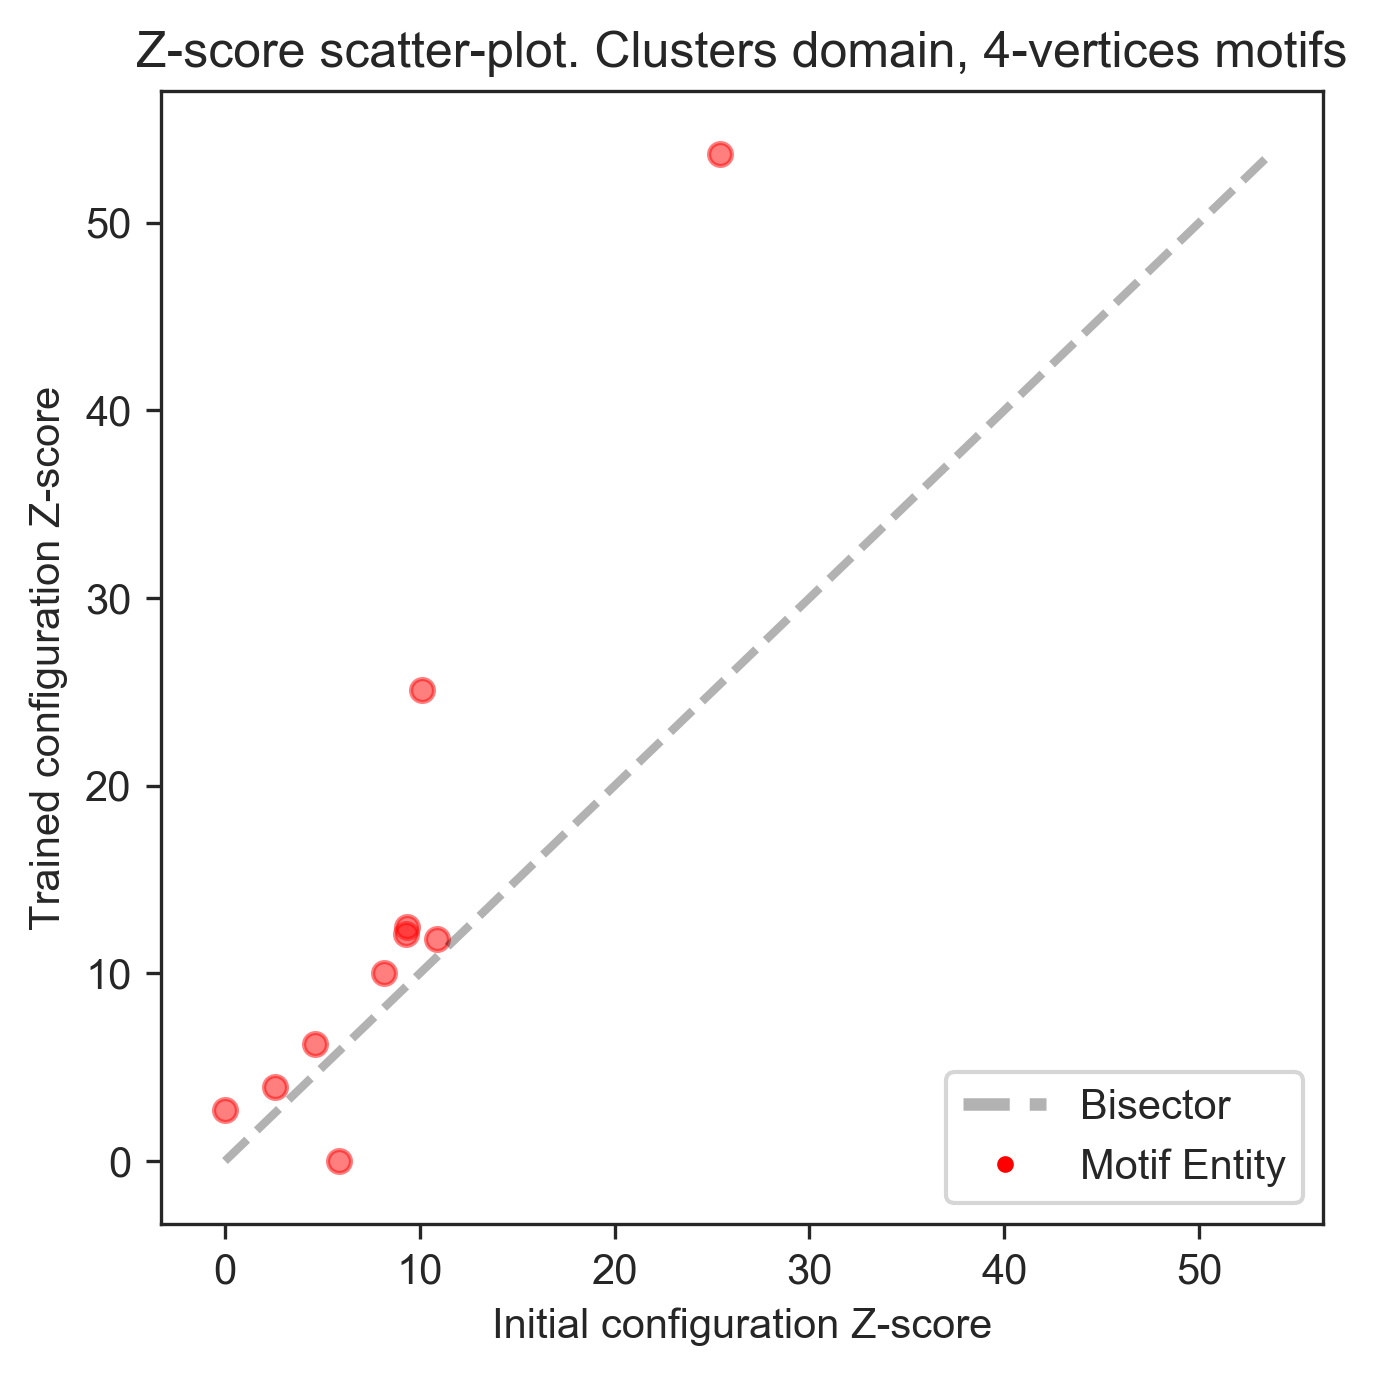 Z-score scatter-plot. Clusters domain, 4-vertices motifs
Trained configuration Z-score
50
40
30
20
10
0
Bisector
Motif Entity
0 10 20 30 40 50
Initial configuration Z-score